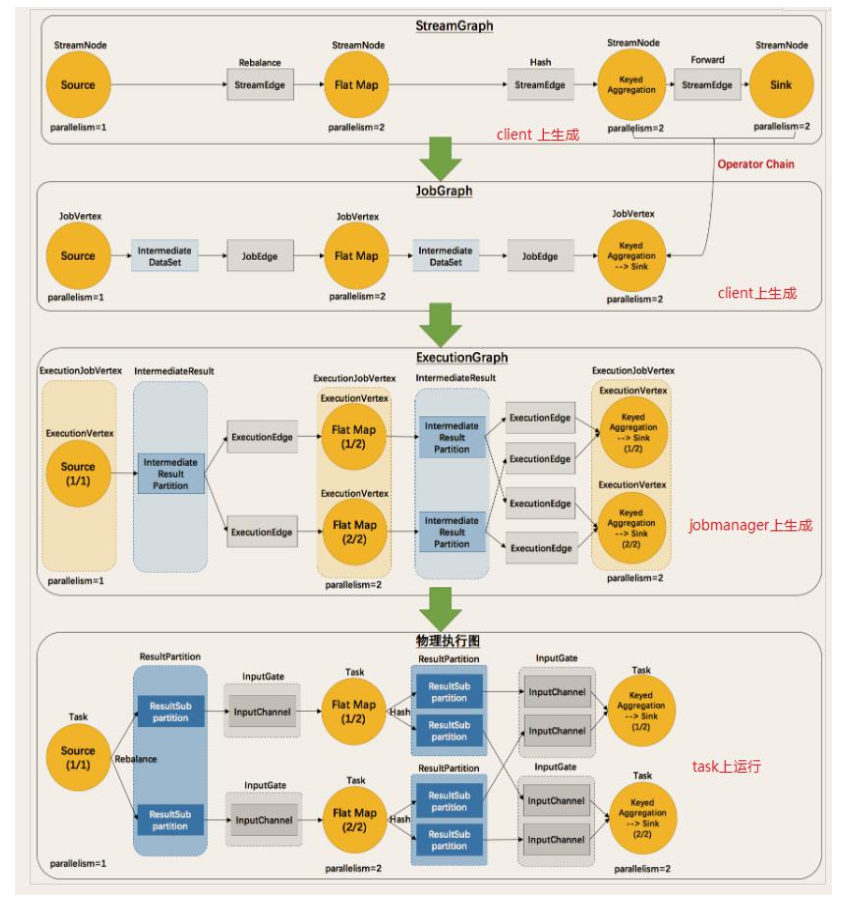 StreamGraph
StreamNode
StreamNode
StreamNode
StreamNode
Rebalance
Hash
Forward
Source
StreamEdge
Flat Map
StreamEdge
Keyed
Aggregation
StreamEdge
Sink
parallelism=1
parallelism=2
parallelism=2
parallelism=2
client 上生成
Operator Chain
JobGraph
JobVertex
JobVertex
JobVertex
Source
Intermediate
DataSet
JobEdge
Flat Map
Intermediate
DataSet
JobEdge
Keyed
Aggregation
--> Sink
parallelism=1
parallelism=2
parallelism=2
client上生成
ExecutionGraph
ExecutionJobVertex
IntermediateResult
ExecutionJobVertex
IntermediateResult
ExecutionJobVertex
ExecutionVertex
Source
(1/1)
Intermediate
Result
Partition
ExecutionEdge
ExecutionEdge
ExecutionVertex
Flat Map
(1/2)
ExecutionVertex
Flat Map
(2/2)
Intermediate
Result
Partition
Intermediate
Result
Partition
ExecutionEdge
ExecutionEdge
ExecutionEdge
ExecutionEdge
ExecutionVertex
Keyed
Aggregation
--> Sink
(1/2)
ExecutionVertex
Keyed
Aggregation
--> Sink
(2/2)
jobmanager上生成
parallelism=1
parallelism=2
parallelism=2
物理执行图
Task
Source
(1/1)
Rebalance
ResultPartition
ResultSub
partition
ResultSub
partition
InputGate
InputChannel
InputGate
InputChannel
Task
Flat Map
(1/2)
Hash
Task
Flat Map
(2/2)
Hash
ResultPartition
ResultSub
partition
ResultSub
partition
ResultPartition
ResultSub
partition
ResultSub
partition
InputGate
InputChannel
InputChannel
InputGate
InputChannel
InputChannel
Task
Keyed
Aggregation
--> Sink
(1/2)
Task
Keyed
Aggregation
--> Sink
(2/2)
task上运行
parallelism=1
parallelism=2
parallelism=2